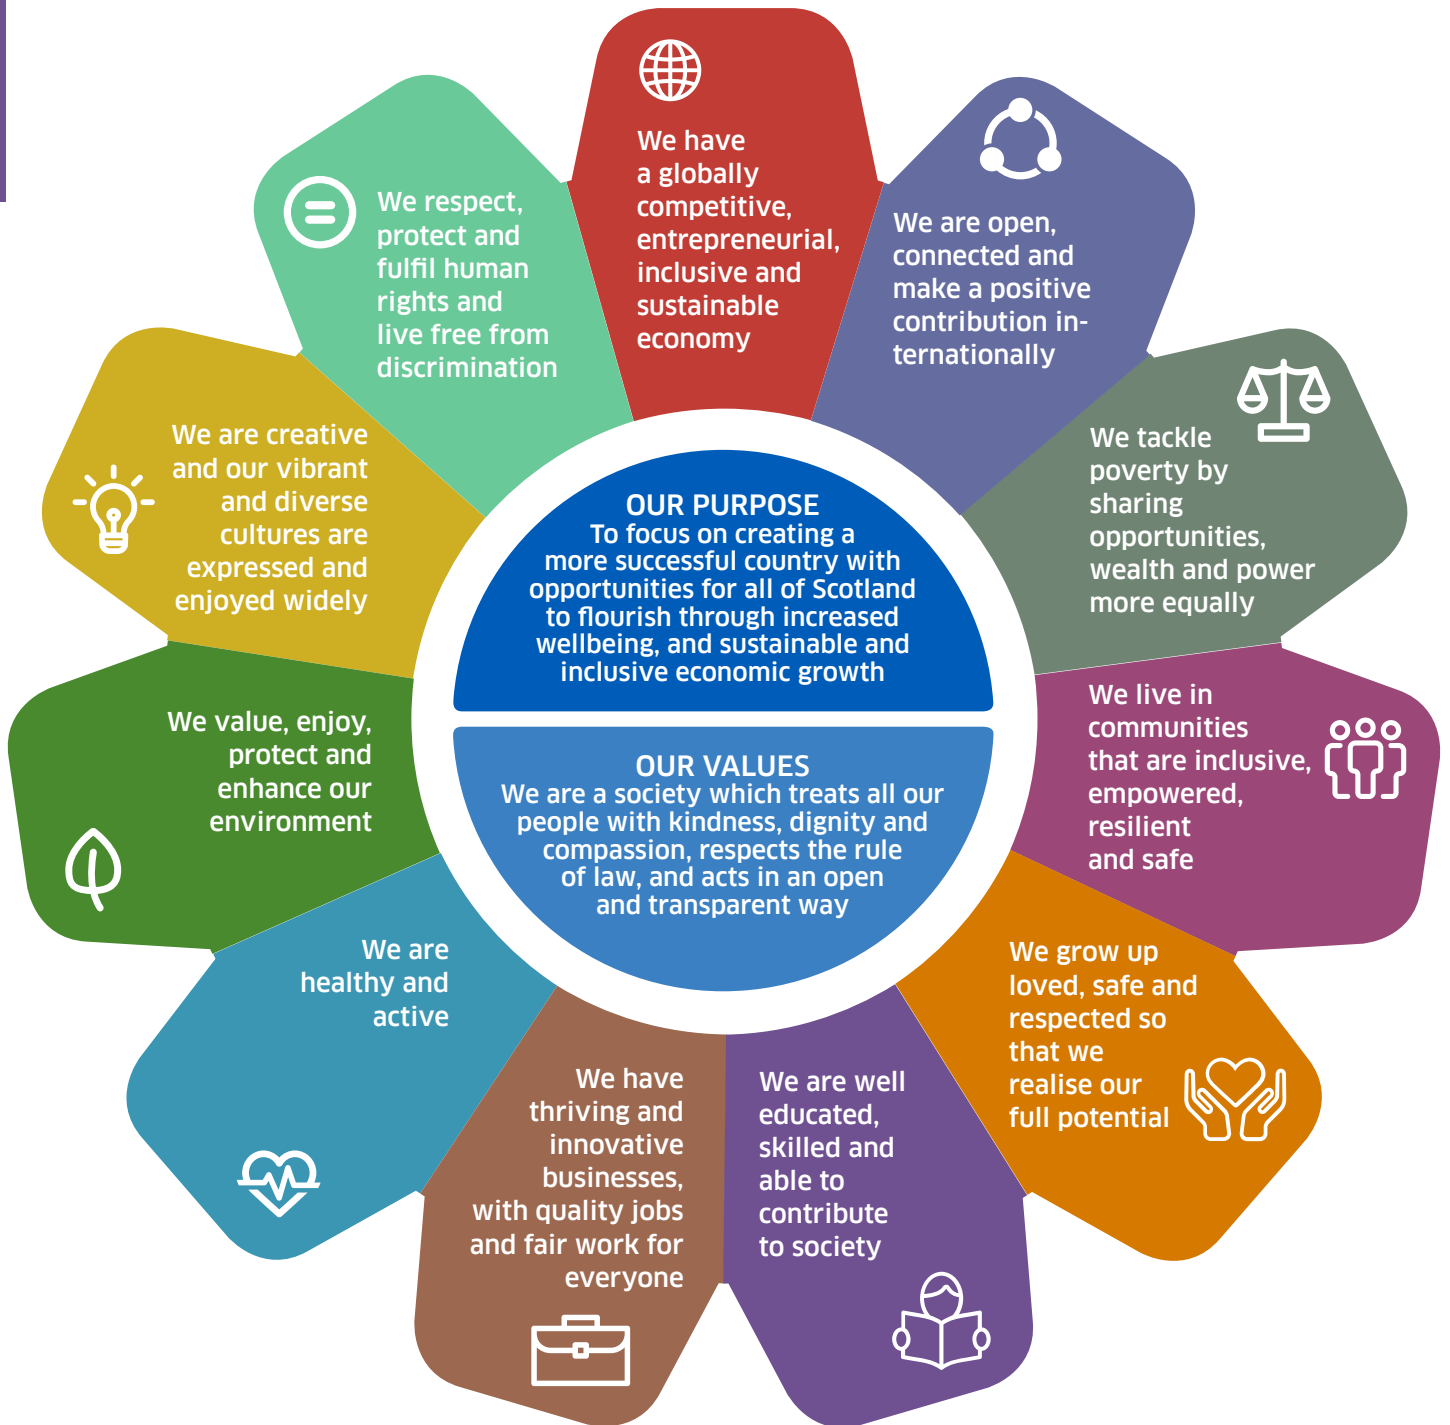 We have
a globally
competitive,
entrepreneurial,
inclusive and
sustainable
economy
We are open,
connected and
make a positive
contribution in-
ternationally
We tackle
poverty by
sharing
opportunities,
wealth and power
more equally
We live in
communities
that are inclusive,
empowered,
resilient
and safe
We grow up
loved, safe and
respected so
that we
realise our
full potential
We are well
educated,
skilled and
able to
contribute
to society
We have
thriving and
innovative
businesses,
with quality jobs
and fair work for
everyone
We are
healthy and
active
We value, enjoy,
protect and
enhance our
environment
We are creative
and our vibrant
and diverse
cultures are
expressed and
enjoyed widely
We respect,
protect and
fulfil human
rights and
live free from
discrimination
OUR PURPOSE
To focus on creating a
more successful country with
opportunities for all of Scotland
to flourish through increased
wellbeing, and sustainable and
inclusive economic growth
OUR VALUES
We are a society which treats all our
people with kindness, dignity and
compassion, respects the rule
of law, and acts in an open
and transparent way